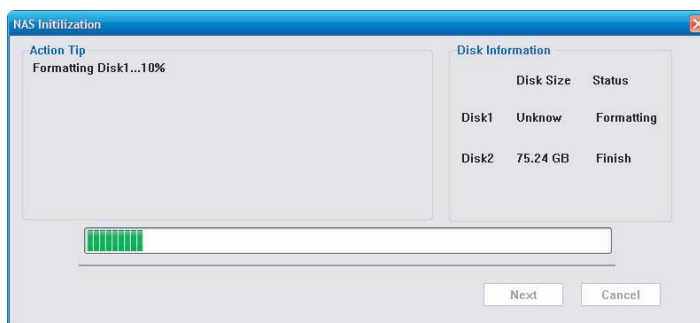 NAS Initilization
Action Tip
Formatting Disk1...10%
Disk Information
Disk Size Status
Disk1 Unknow Formatting
Disk2 75.24 GB Finish
Next Cancel